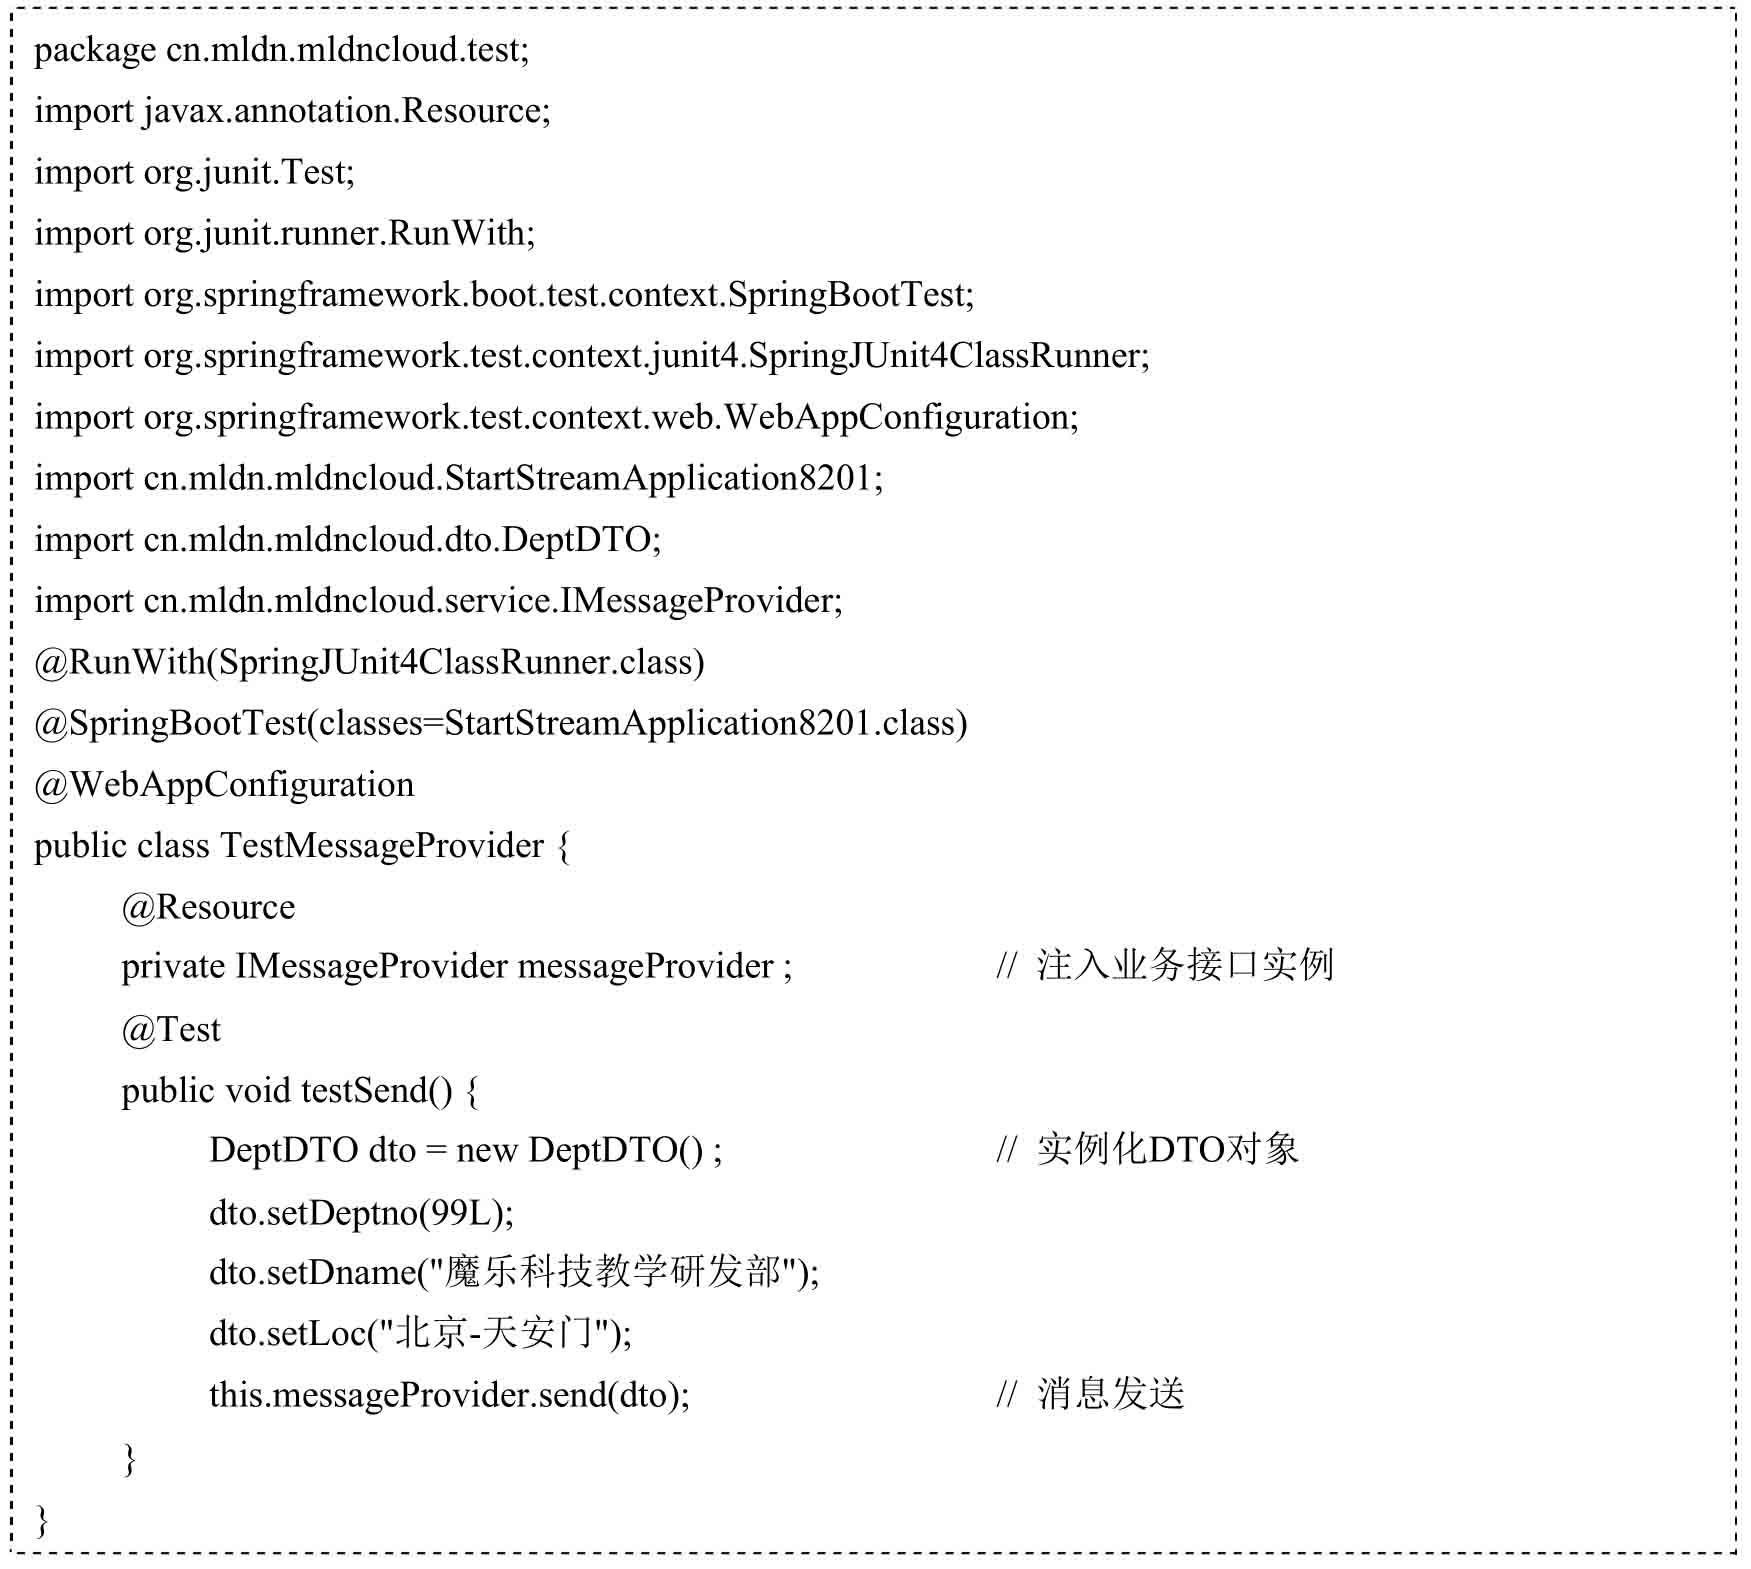 package cn.mldn.mldncloud.test;
import javax.annotation.Resource;
import org.junit.Test;
import org.junit.runner.RunWith;
import org.springframework.boot.test.context.SpringBootTest;
import org.springframework.test.context.junit4.SpringJUnit4ClassRunner;
import org.springframework.test.context.web.WebAppConfiguration;
import cn.mldn.mldncloud.StartStreamApplication8201;
import cn.mldn.mldncloud.dto.DeptDTO;
import cn.mldn.mldncloud.service.IMessageProvider;
@RunWith(SpringJUnit4ClassRunner.class)
@SpringBootTest(classes=StartStreamApplication8201.class)
@WebAppConfiguration
public class TestMessageProvider {
@Resource
private IMessageProvider messageProvider ; // 注入业务接口实例
@Test
public void testSend() {
DeptDTO dto = new DeptDTO() ; // 实例化DTO对象
dto.setDeptno(99L);
dto.setDname("魔乐科技教学研发部");
dto.setLoc("北京-天安门");
this.messageProvider.send(dto); // 消息发送
}
}